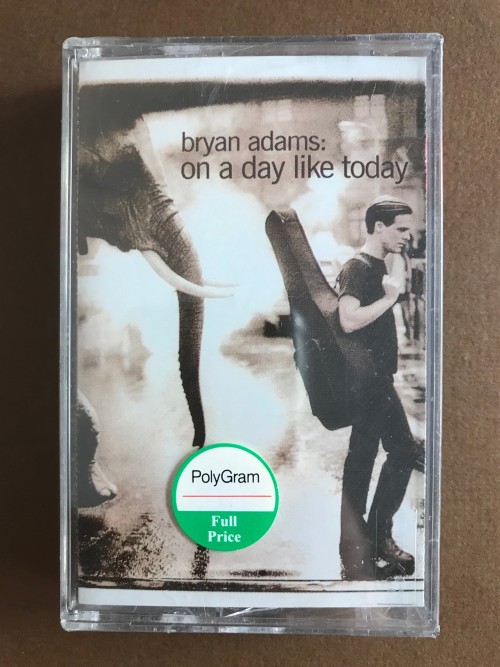 bryan adams:
on a day like today
PolyGram
Full
Price